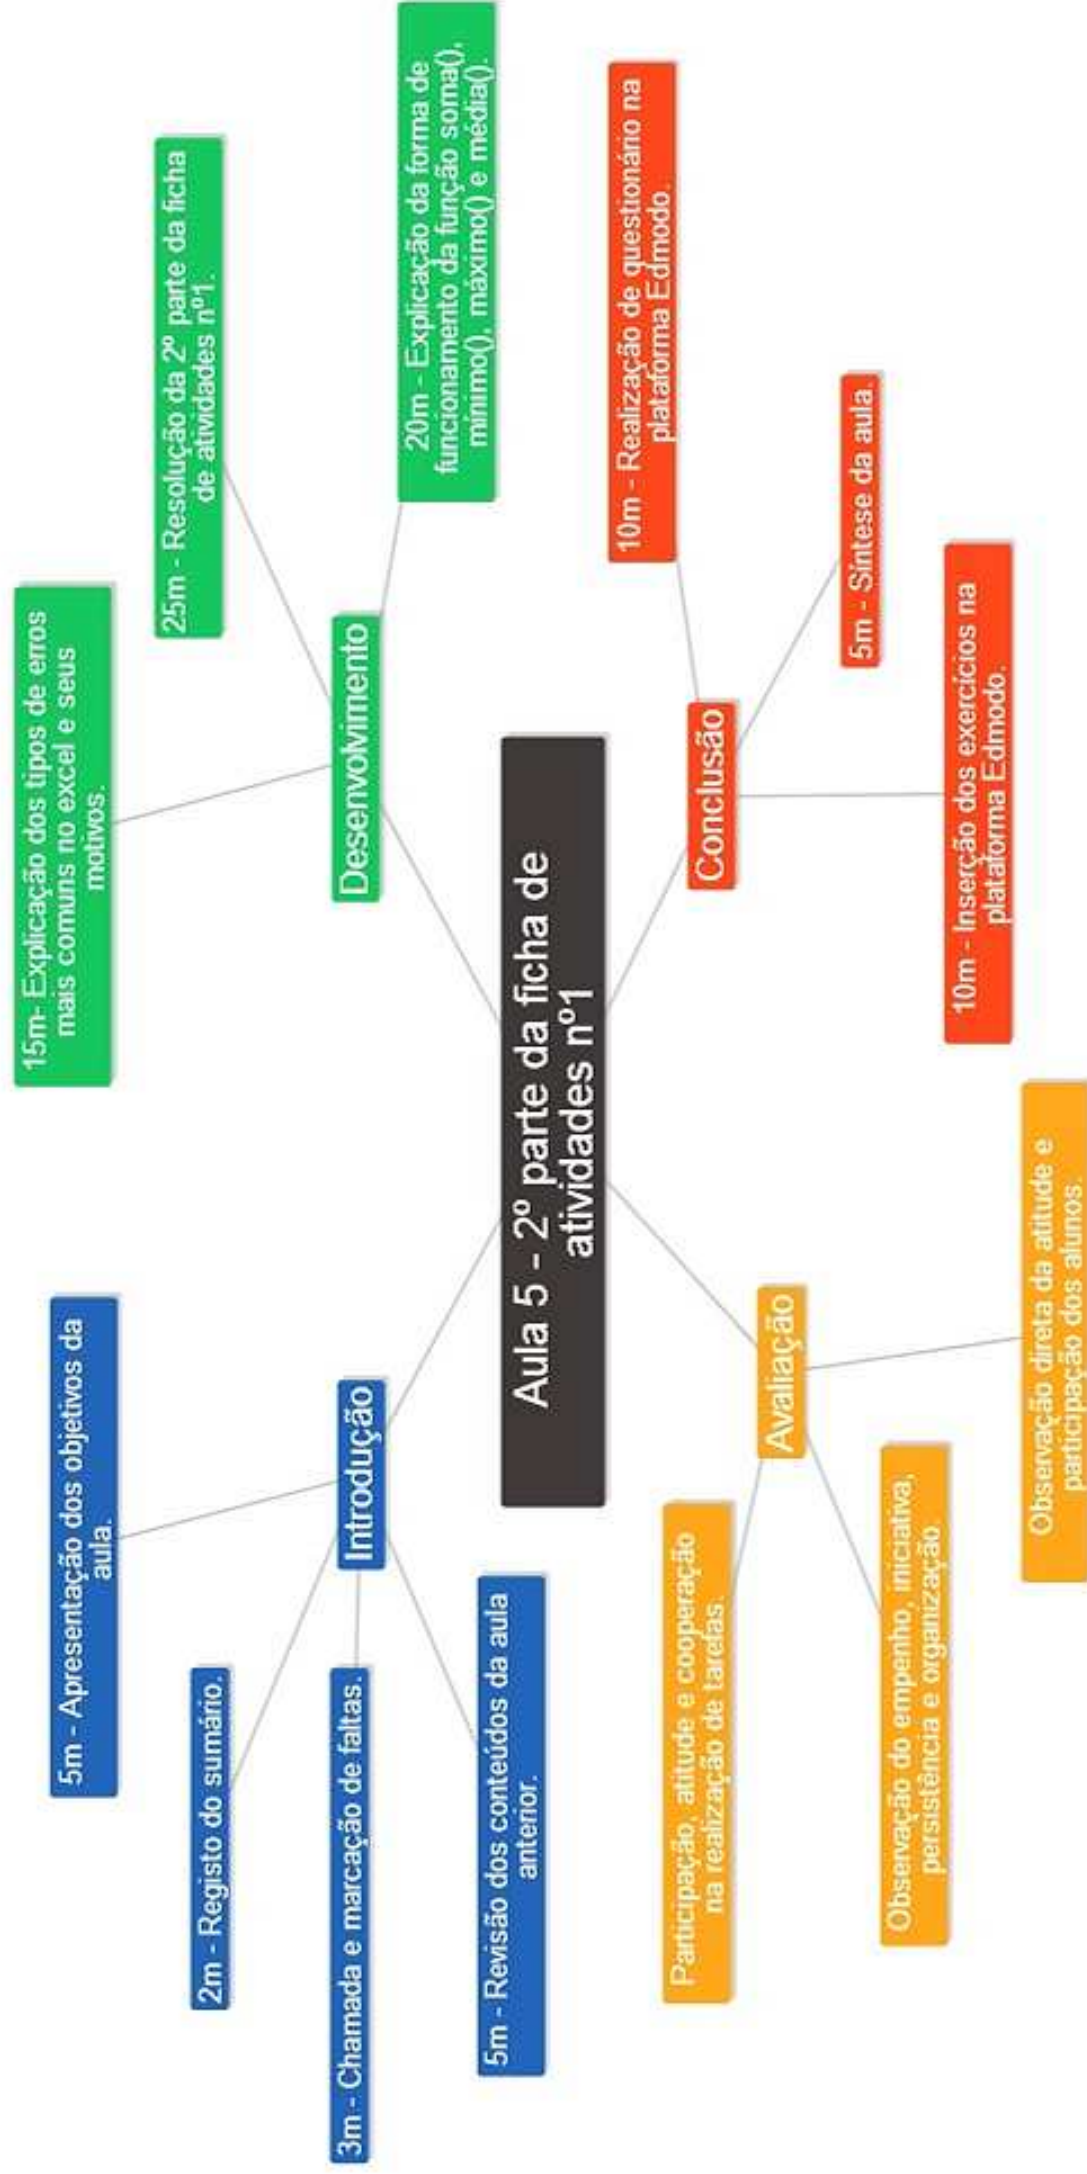 5m - Apresentação dos objetivos da
aula.
2m - Registo do sumário.
3m - Chamada e marcação de faltas.
5m - Revisão dos conteúdos da aula
anterior.
Introdução
15m- Explicação dos tipos de erros
mais comuns no excel e seus
motivos.
25m - Resolução da 2º parte da ficha
de atividades nº1.
20m - Explicação da forma de
funcionamento da função soma(),
mínimo(), máximo() e média().
Desenvolvimento
Aula 5 - 2º parte da ficha de
atividades nº1
Avaliação
Participação, atitude e cooperação
na realização de tarefas.
Observação do empenho, iniciativa,
persistência e organização.
Observação direta da atitude e
participação dos alunos.
Conclusão
10m - Realização de questionário na
plataforma Edmodo.
5m - Síntese da aula.
10m - Inserção dos exercícios na
plataforma Edmodo.